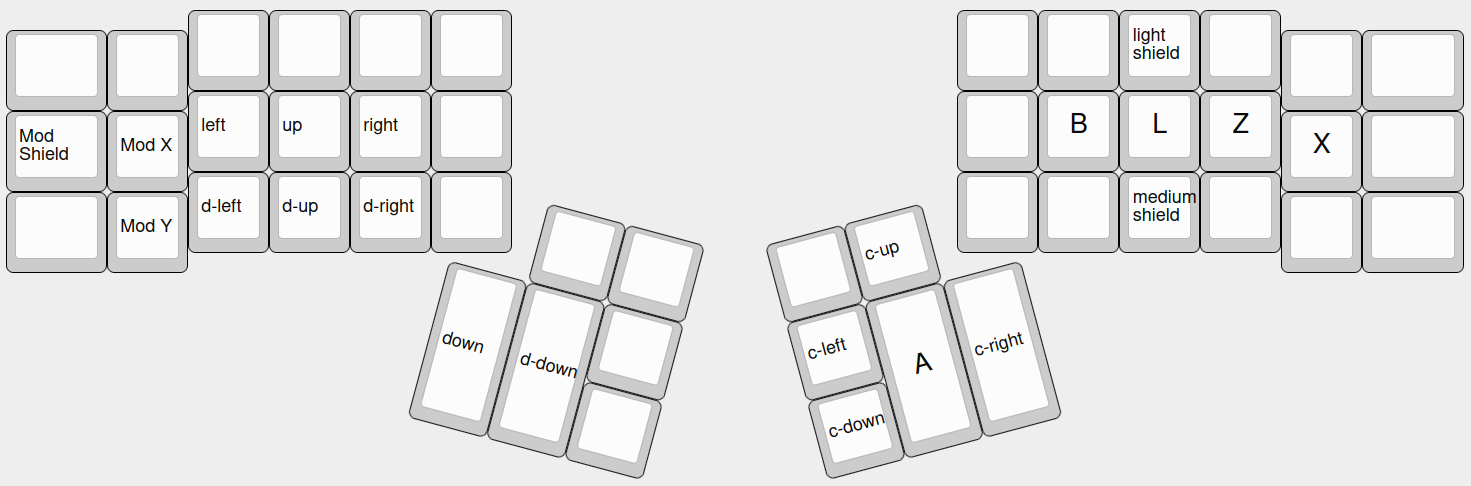 light
shield
Mod
Shield
Mod X
left
up
right
B
L
Z
X
Mod Y
d-left
d-up
d-right
medium
shield
down
d-down
c-up
c-left
c-down
A
c-right